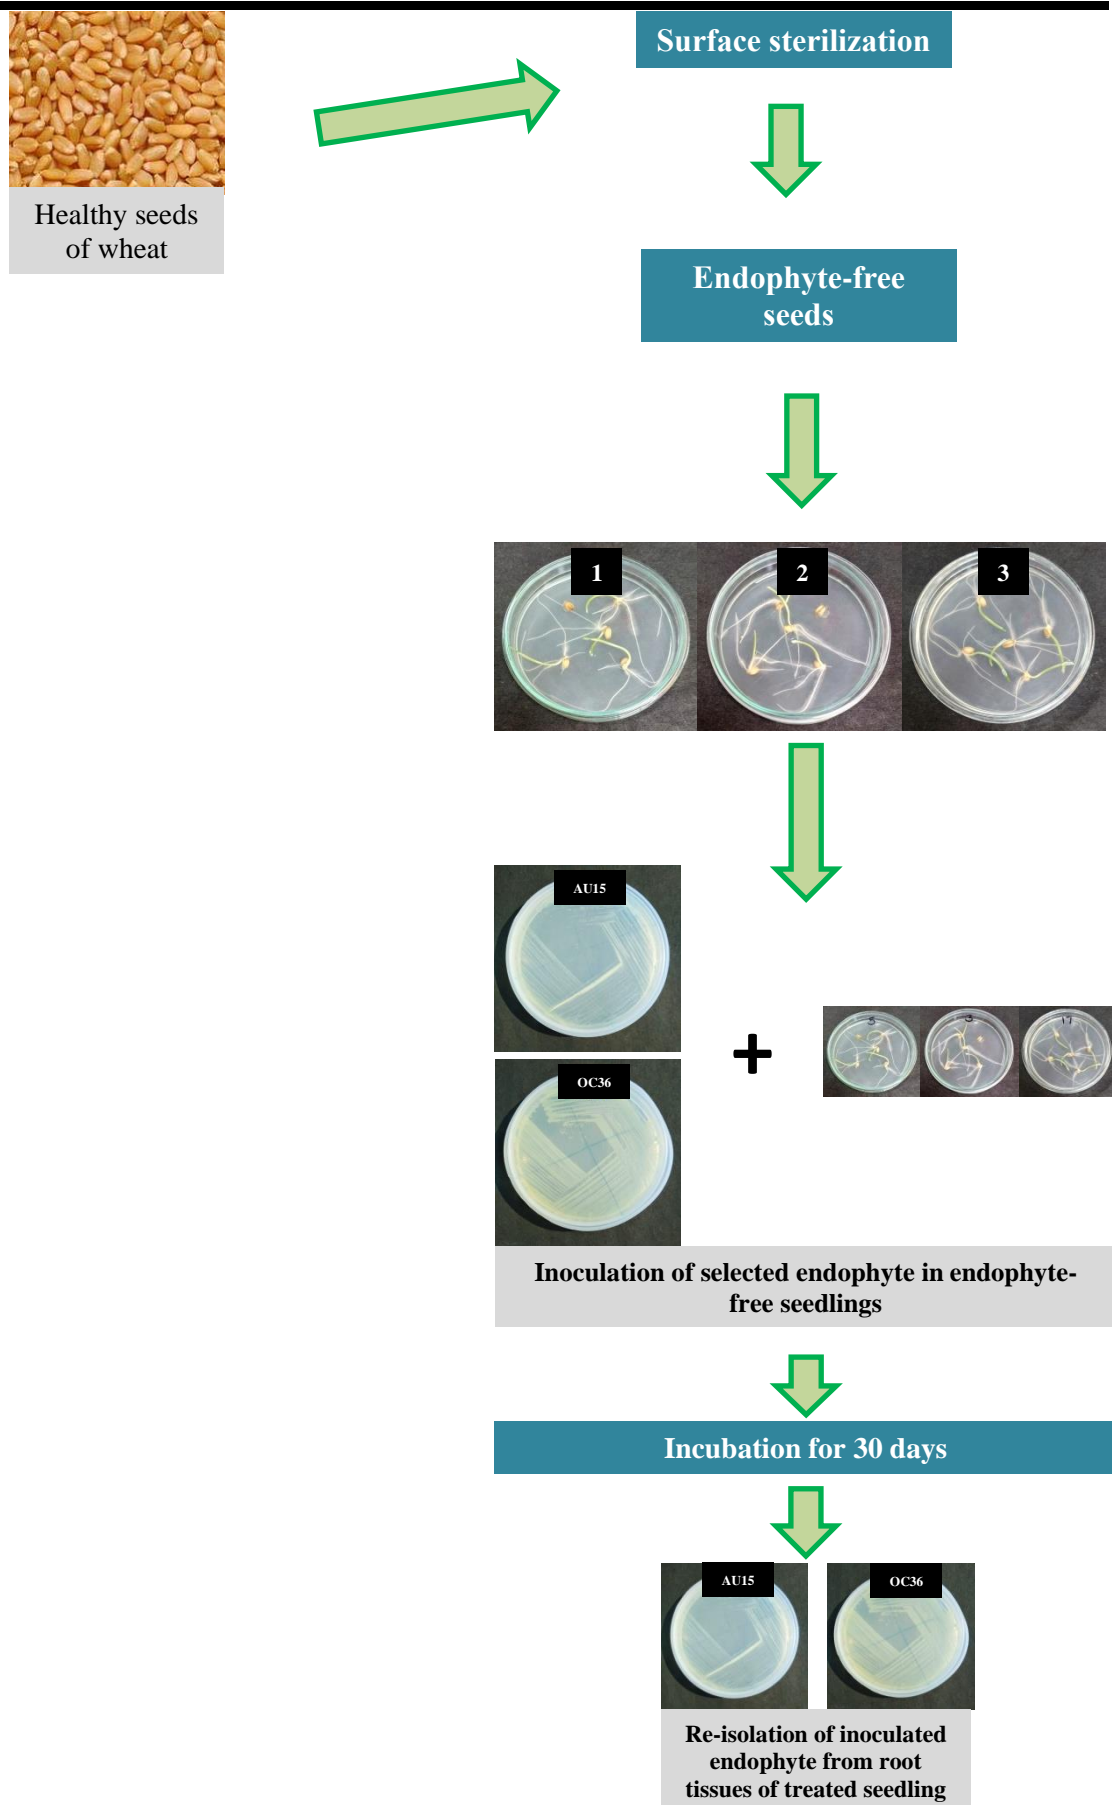 Healthy seeds
of wheat
Surface sterilization
Endophyte-free
seeds
1
2
3
AU15
OC36
+
Inoculation of selected endophyte in endophyte-
free seedlings
Incubation for 30 days
AU15
OC36
Re-isolation of inoculated
endophyte from root
tissues of treated seedling